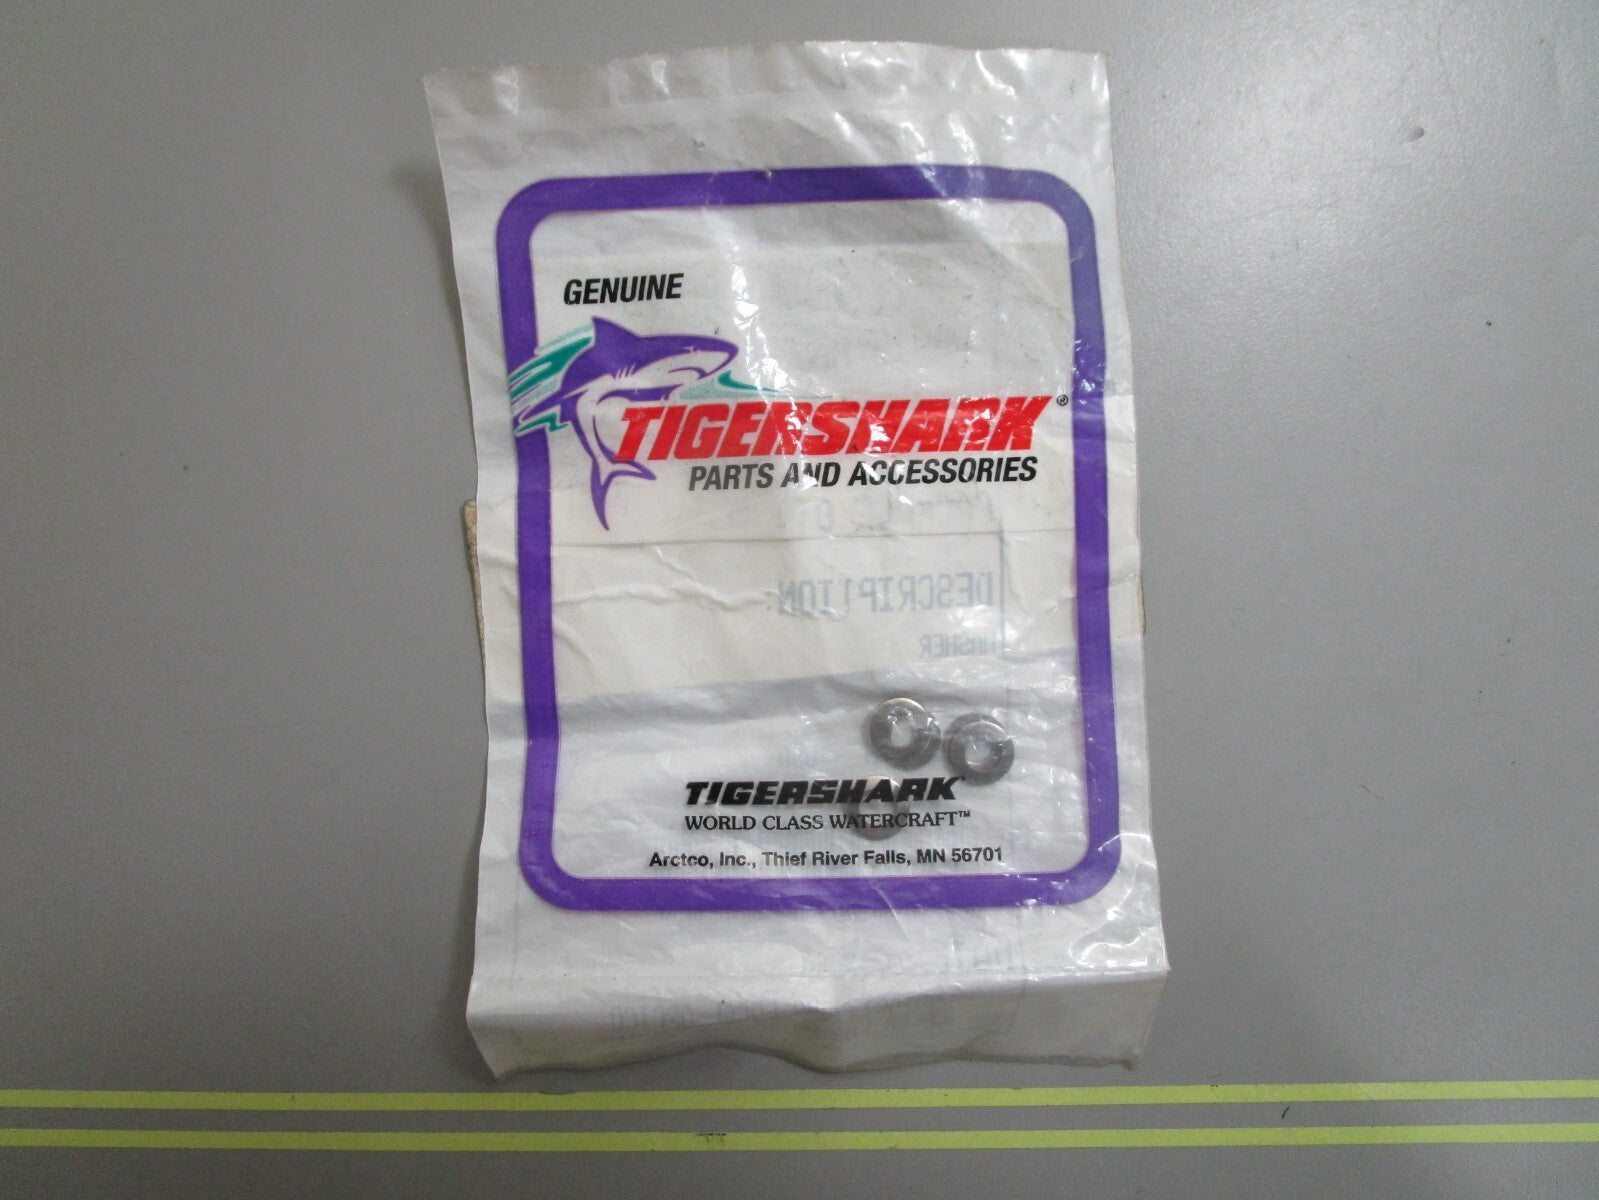 GENUINE
TIGERSHARK®
PARTS AND ACCESSORIES
DESCRIPTION:
WASHER
TIGERSHARK®
WORLD CLASS WATERCRAFT™
Arctco, Inc., Thief River Falls, MN 56701